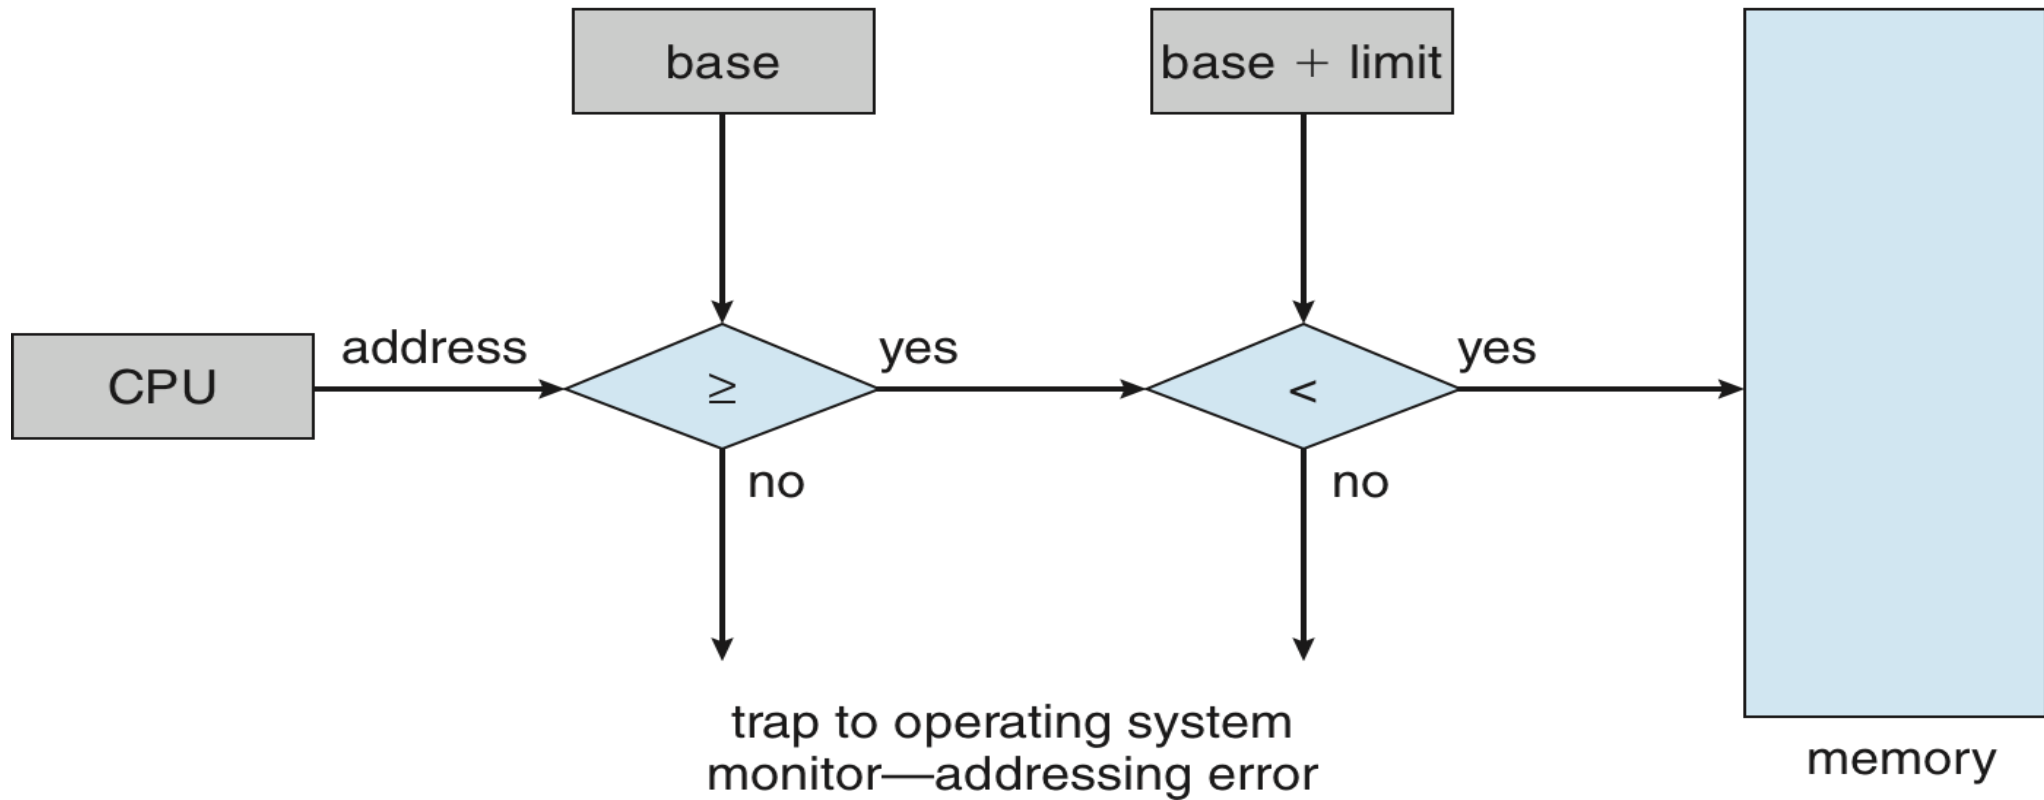 base
base + limit
CPU
address
≥
yes
<
yes
no
no
trap to operating system
monitor—addressing error
memory